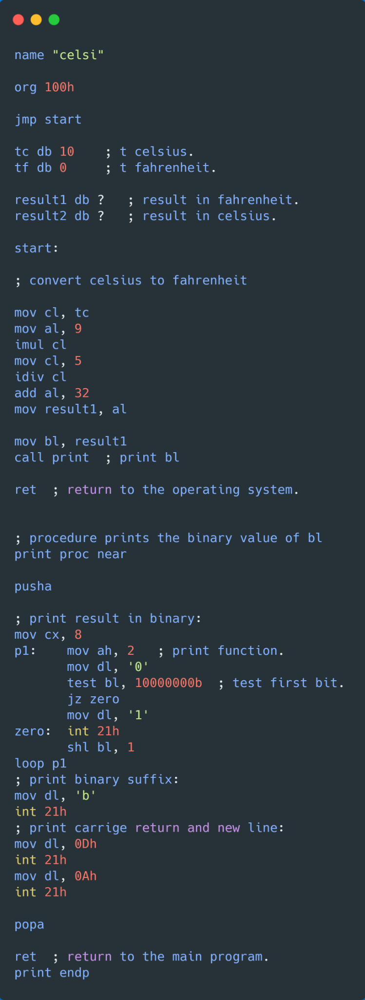 name "celsi"
org 100h
jmp start
tc db 10    ; t celsius.
tf db 0     ; t fahrenheit.
result1 db ?   ; result in fahrenheit.
result2 db ?   ; result in celsius.
start:
; convert celsius to fahrenheit
mov cl, tc
mov al, 9
imul cl
mov cl, 5
idiv cl
add al, 32
mov result1, al
mov bl, result1
call print  ; print bl
ret  ; return to the operating system.
; procedure prints the binary value of bl
print proc near
pusha
; print result in binary:
mov cx, 8
p1:    mov ah, 2   ; print function.
       mov dl, '0'
       test bl, 10000000b  ; test first bit.
       jz zero
       mov dl, '1'
zero:  int 21h
       shl bl, 1
loop p1
; print binary suffix:
mov dl, 'b'
int 21h
; print carrige return and new line:
mov dl, 0Dh
int 21h
mov dl, 0Ah
int 21h
popa
ret  ; return to the main program.
print endp